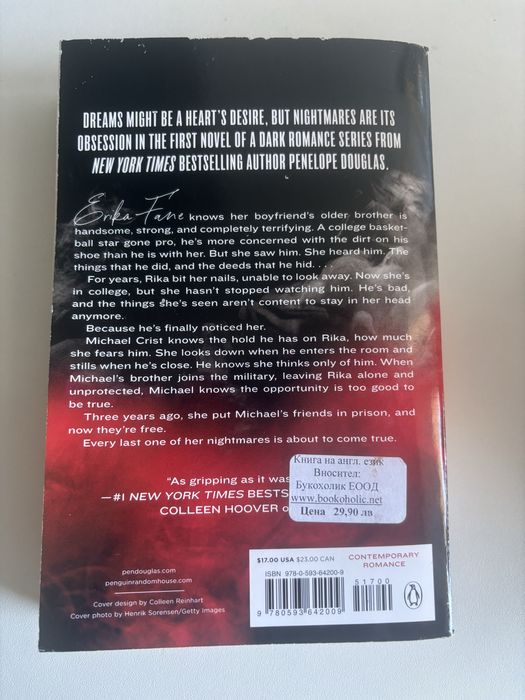 DREAMS MIGHT BE A HEART'S DESIRE, BUT NIGHTMARES ARE ITS
OBSESSION IN THE FIRST NOVEL OF A DARK ROMANCE SERIES FROM
NEW YORK TIMES BESTSELLING AUTHOR PENELOPE DOUGLAS.
Erika Fane knows her boyfriend's older brother is
handsome, strong, and completely terrifying. A college basket-
ball star gone pro, he's more concerned with the dirt on his
shoe than he is with her. But she saw him. She heard him. The
things that he did, and the deeds that he hid. . . .
For years, Rika bit her nails, unable to look away. Now she's
in college, but she hasn't stopped watching him. He's bad,
and the things she's seen aren't content to stay in her head
anymore.
Because he's finally noticed her.
Michael Crist knows the hold he has on Rika, how much
she fears him. She looks down when he enters the room and
stills when he's close. He knows she thinks only of him. When
Michael's brother joins the military, leaving Rika alone and
unprotected, Michael knows the opportunity is too good to
be true.
Three years ago, she put Michael's friends in prison, and
now they're free.
Every last one of her nightmares is about to come true.
"As gripping as it was
—#1 NEW YORK TIMES BESTS
COLLEEN HOOVER o
Книга на англ. език
Вносител:
Букохолик ЕООД
www.bookoholic.net
Цена 29,90 лв
$17.00 USA $23.00 CAN
CONTEMPORARY
ROMANCE
ISBN 978-0-593-64200-9
51700
9 780593 642009
pendouglas.com
penguinrandomhouse.com
Cover design by Colleen Reinhart
Cover photo by Henrik Sorensen/Getty Images